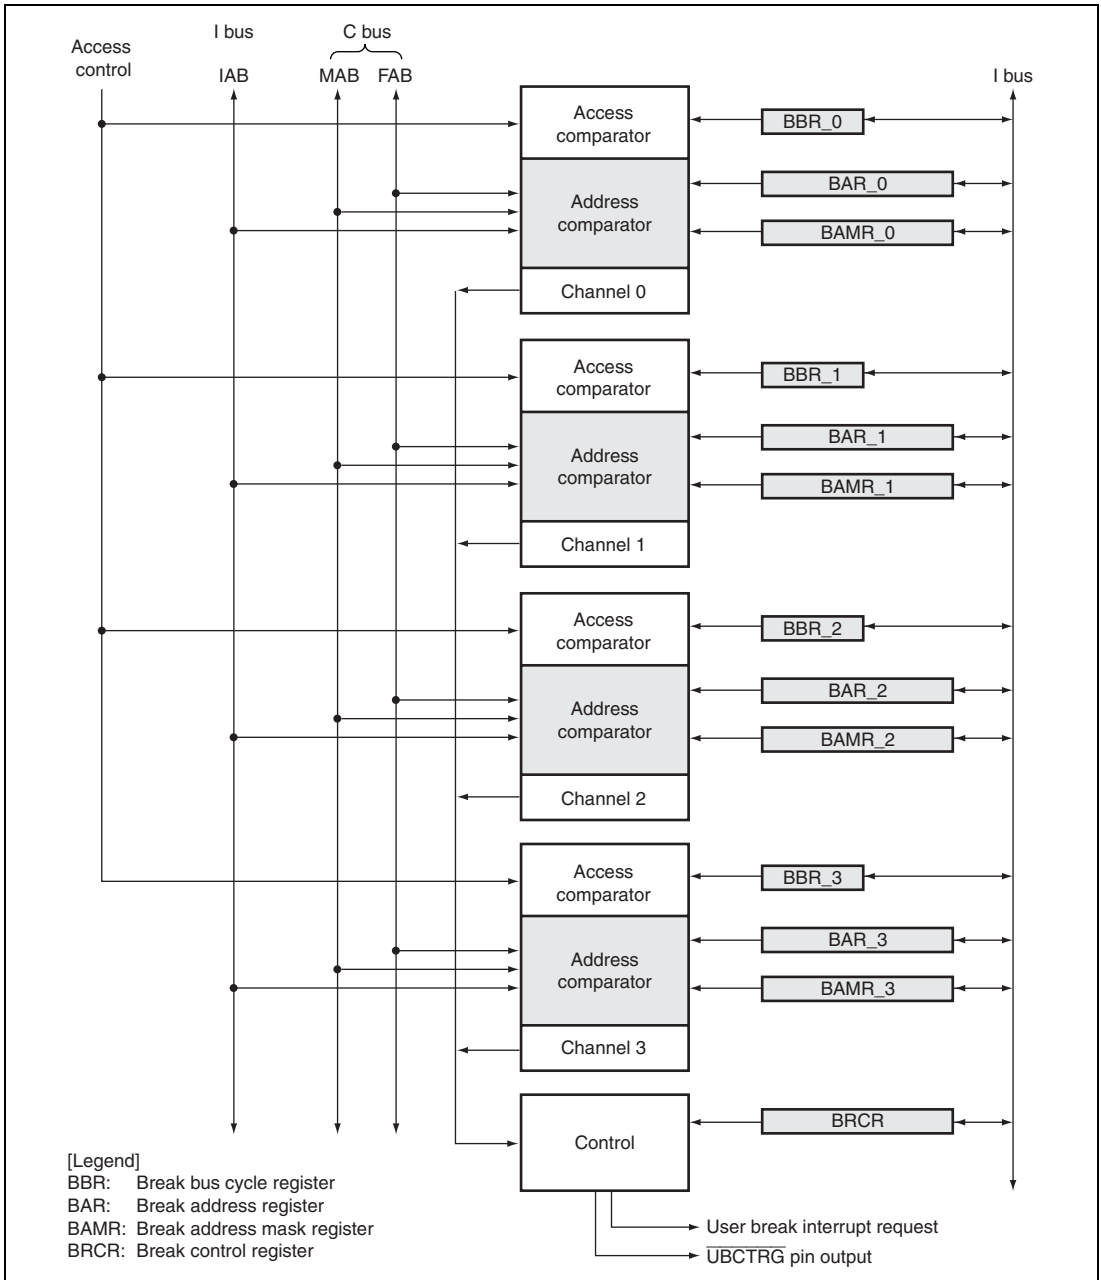 I bus
C bus
Access
control
IAB
MAB
FAB
I bus
Access
comparator
BBR_0
Address
comparator
BAR_0
BAMR_0
Channel 0
Access
comparator
BBR_1
Address
comparator
BAR_1
BAMR_1
Channel 1
Access
comparator
BBR_2
Address
comparator
BAR_2
BAMR_2
Channel 2
Access
comparator
BBR_3
Address
comparator
BAR_3
BAMR_3
Channel 3
Control
BRCR
[Legend]
BBR: Break bus cycle register
BAR: Break address register
BAMR: Break address mask register
BRCR: Break control register
User break interrupt request
UBCTRG pin output